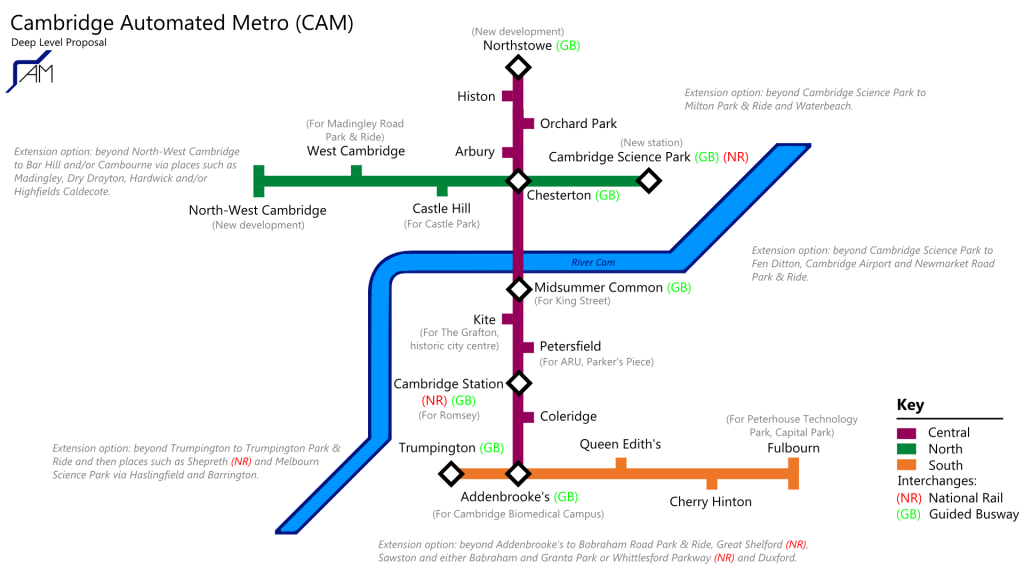 Cambridge Automated Metro (CAM)
Deep Level Proposal
AM
(New development)
Northstowe (GB)
Histon
Orchard Park
Arbury
Extension option: beyond Cambridge Science Park to
Milton Park & Ride and Waterbeach.
(For Madingley Road
Park & Ride)
West Cambridge
(New station)
Cambridge Science Park (GB) (NR)
Extension option: beyond North-West Cambridge
to Bar Hill and/or Cambourne via places such as
Madingley, Dry Drayton, Hardwick and/or
Highfields Caldecote.
North-West Cambridge
(New development)
Castle Hill
(For Castle Park)
Chesterton (GB)
River Cam
Extension option: beyond Cambridge Science Park to
Fen Ditton, Cambridge Airport and Newmarket Road
Park & Ride.
Midsummer Common (GB)
(For King Street)
Kite
(For The Grafton,
historic city centre)
Petersfield
(For ARU, Parker's Piece)
Cambridge Station
(NR) (GB)
(For Romsey)
Coleridge
Trumpington (GB)
Queen Edith's
(For Peterhouse Technology
Park, Capital Park)
Fulbourn
Addenbrooke's (GB)
(For Cambridge Biomedical Campus)
Cherry Hinton
Extension option: beyond Trumpington to Trumpington Park &
Ride and then places such as Shepreth (NR) and Melbourn
Science Park via Haslingfield and Barrington.
Extension option: beyond Addenbrooke's to Babraham Road Park & Ride, Great Shelford (NR),
Sawston and either Babraham and Granta Park or Whittlesford Parkway (NR) and Duxford.
Key
Central
North
South
Interchanges:
(NR) National Rail
(GB) Guided Busway